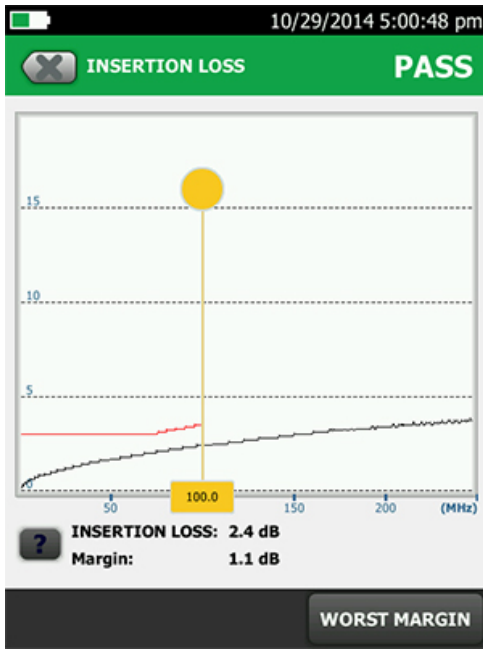 10/29/2014 5:00:48 pm
INSERTION LOSS PASS
15
10
5
0
50 100.0 150 200 (MHz)
? INSERTION LOSS: 2.4 dB
Margin: 1.1 dB
WORST MARGIN